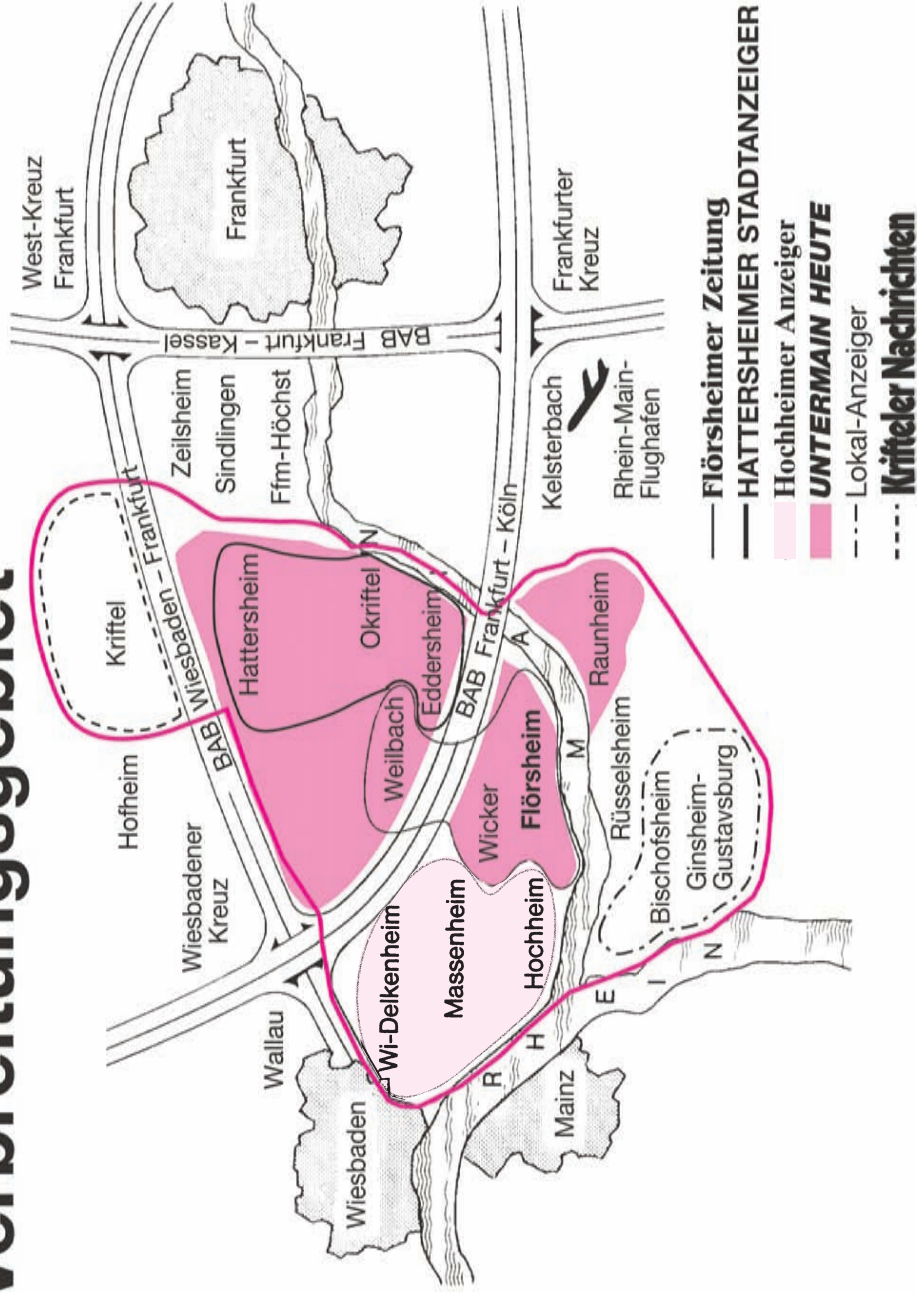 Verbreitungsgebiet
West-Kreuz
Frankfurt
Hofheim
Kriftel
Wiesbadener
Kreuz
BAB Wiesbaden – Frankfurt
Zeilsheim
Sindlingen
Ffm-Höchst
Frankfurt
BAB Frankfurt – Kassel
Wallau
Hattersheim
Okriftel
Wiesbaden
Wi-Delkenheim
Weilbach
Eddersheim
Massenheim
Wicker
BAB Frankfurt – Köln
Kelsterbach
Frankfurter
Kreuz
Hochheim
Flörsheim
Rhein-Main-
Flughafen
Mainz
Raunheim
Rüsselsheim
Bischofsheim
Ginsheim-
Gustavsburg
R H E I N
M A N
Flörsheimer Zeitung
HATTERSHEIMER STADTANZEIGER
Hochheimer Anzeiger
UNTERMAIN HEUTE
Lokal-Anzeiger
Krifteler Nachrichten